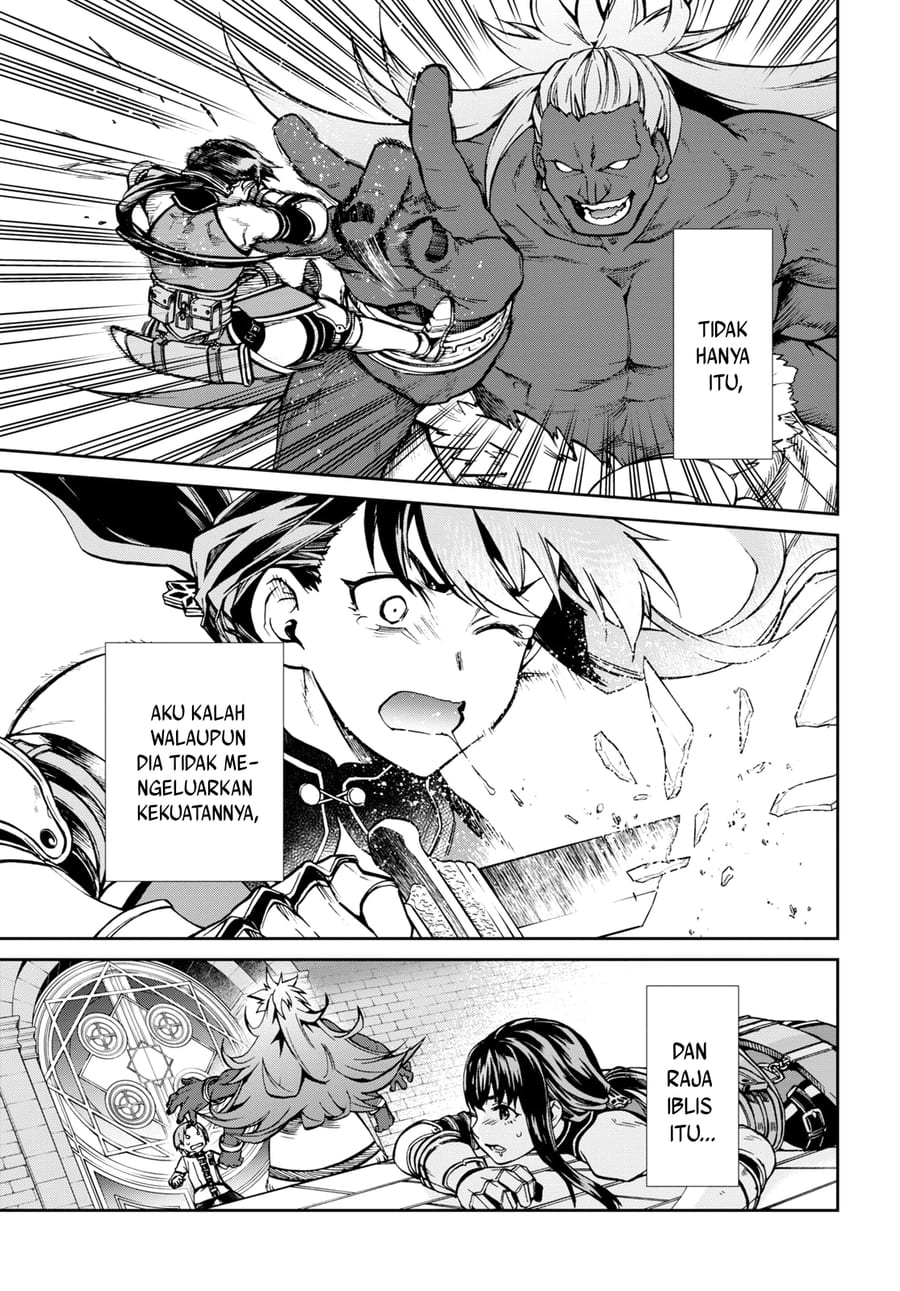 TIDAK
HANYA
ITU,
AKU KALAH
WALAUPUN
DIA TIDAK ME-
NGELUARKAN
KEKUATANNYA,
DAN
RAJA
IBLIS
ITU...